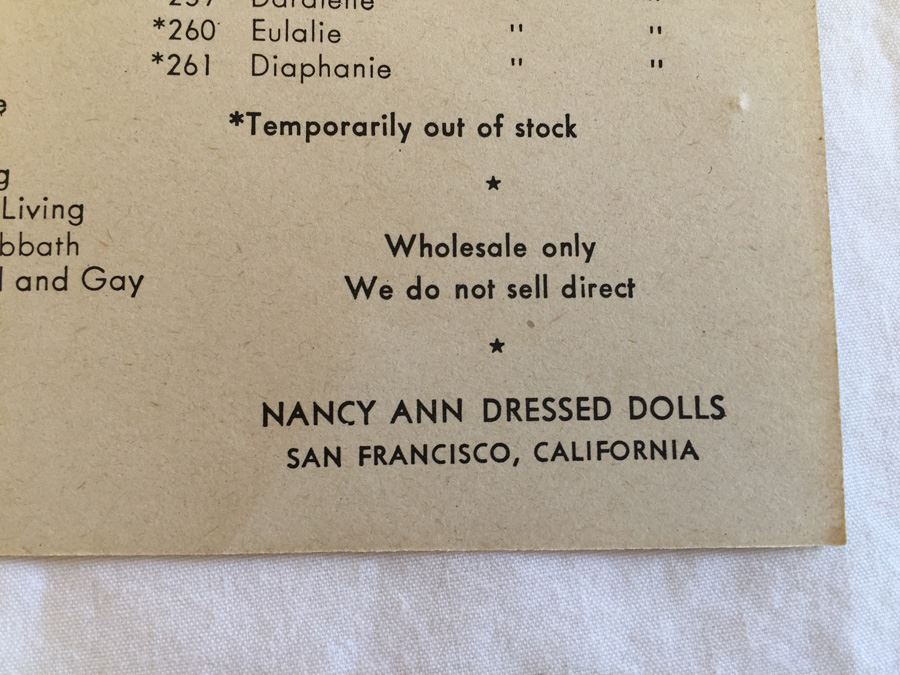 *260 Eulalie " "
*261 Diaphanie " "
*Temporarily out of stock
Living
and Gay
★
Wholesale only
We do not sell direct
★
NANCY ANN DRESSED DOLLS
SAN FRANCISCO, CALIFORNIA